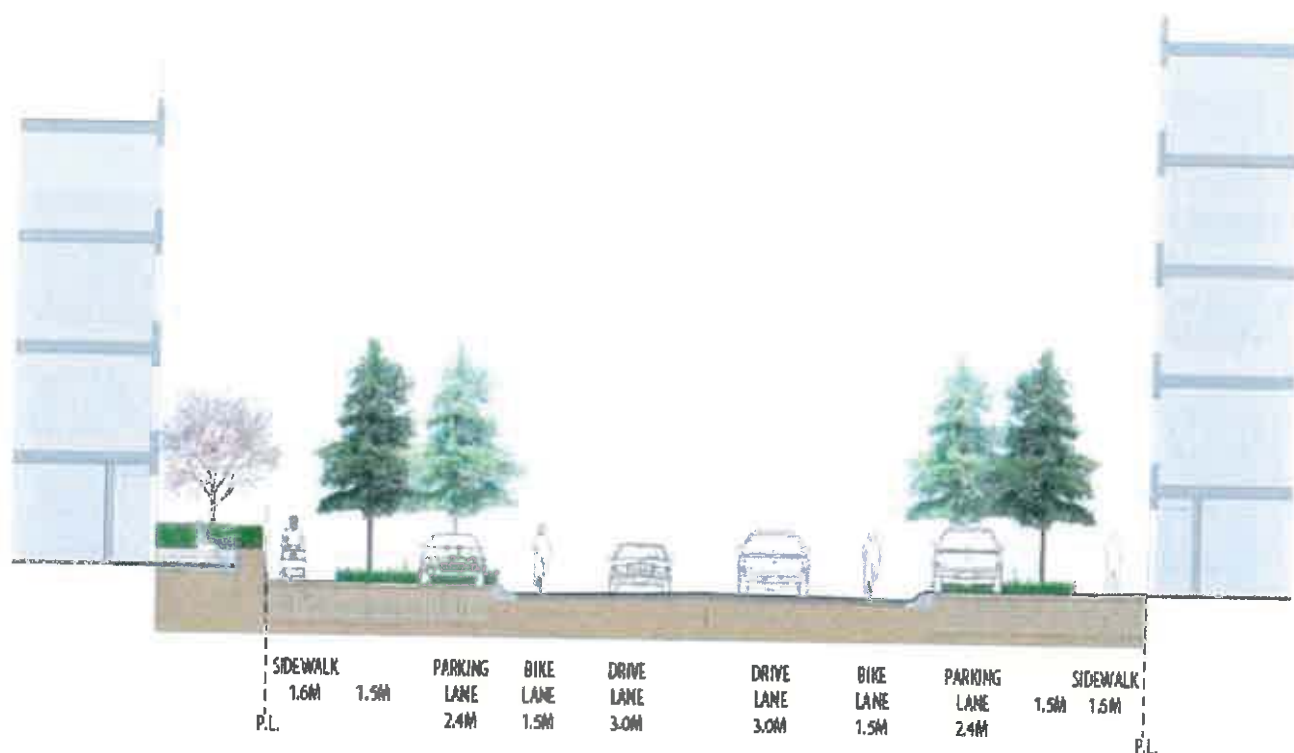 SIDEWALK
1.6M
1.5M
PARKING
LANE
2.4M
BIKE
LANE
1.5M
DRIVE
LANE
3.0M
DRIVE
LANE
3.0M
BIKE
LANE
1.5M
PARKING
LANE
2.4M
1.5M
SIDEWALK
1.6M
P.L.
P.L.